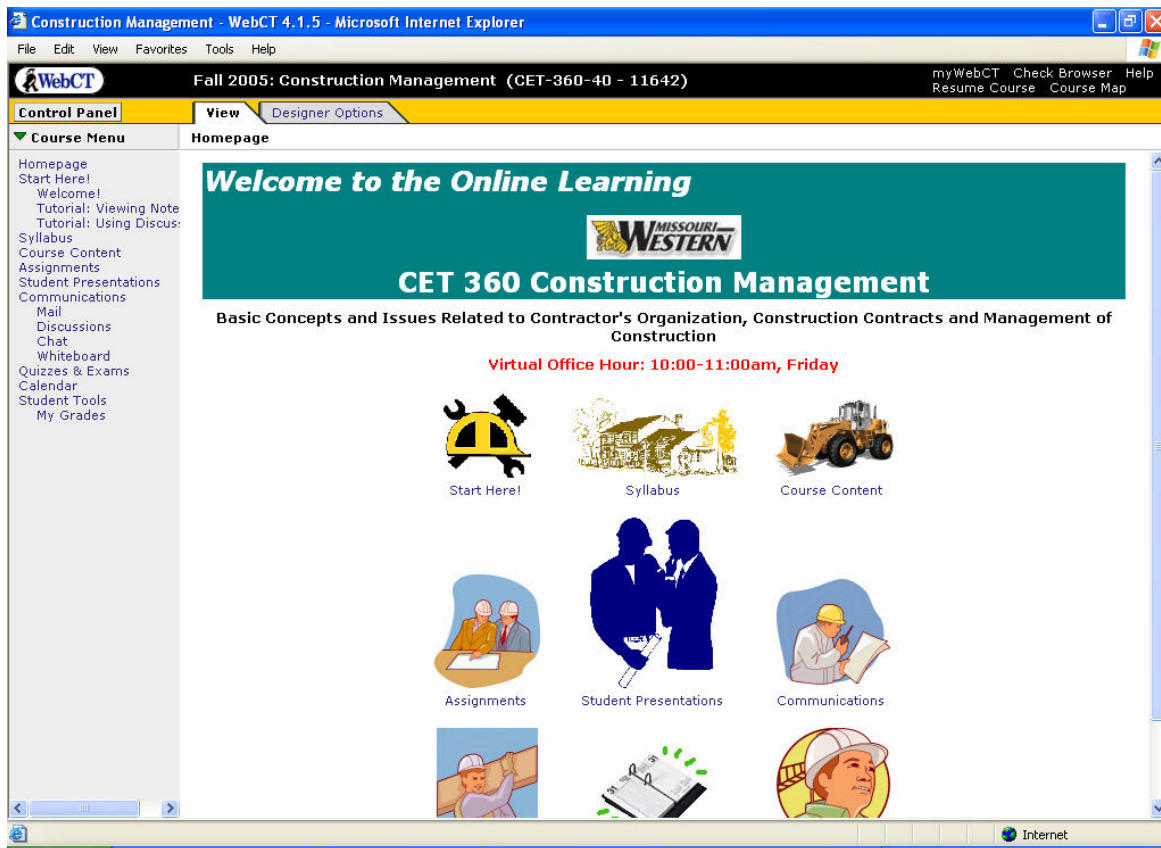 Construction Management - WebCT 4.1.5 - Microsoft Internet Explorer
File Edit View Favorites Tools Help
WebCT
Fall 2005: Construction Management (CET-360-40 - 11642)
myWebCT Check Browser Help
Resume Course Course Map
Control Panel
View Designer Options
Course Menu
Homepage
Homepage
Start Here!
Welcome!
Tutorial: Viewing Note
Tutorial: Using Discus
Syllabus
Course Content
Assignments
Student Presentations
Communications
Mail
Discussions
Chat
Whiteboard
Quizzes & Exams
Calendar
Student Tools
My Grades
Welcome to the Online Learning
MISSOURI
WESTERN
CET 360 Construction Management
Basic Concepts and Issues Related to Contractor's Organization, Construction Contracts and Management of
Construction
Virtual Office Hour: 10:00-11:00am, Friday
Start Here! Syllabus Course Content
Assignments Student Presentations Communications
Internet